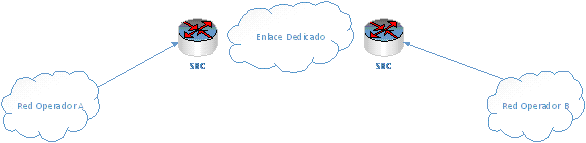 Enlace Dedicado
SBC
SBC
Red Operador A
Red Operador B